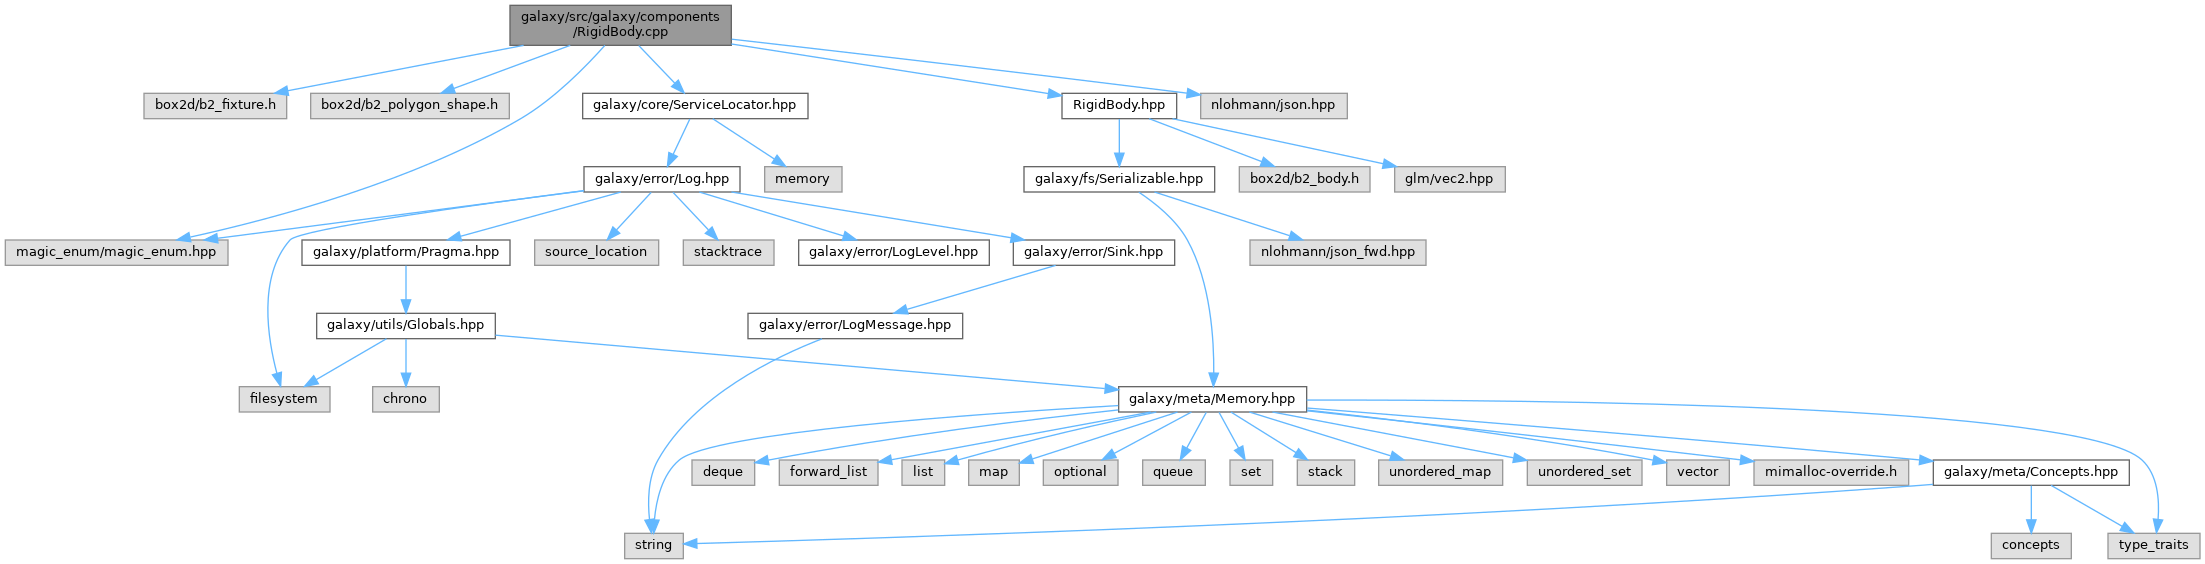 galaxy/src/galaxy/components
/RigidBody.cpp
box2d/b2_fixture.h
box2d/b2_polygon_shape.h
galaxy/core/ServiceLocator.hpp
RigidBody.hpp
nlohmann/json.hpp
galaxy/error/Log.hpp
memory
galaxy/fs/Serializable.hpp
box2d/b2_body.h
glm/vec2.hpp
magic_enum/magic_enum.hpp
galaxy/platform/Pragma.hpp
source_location
stacktrace
galaxy/error/LogLevel.hpp
galaxy/error/Sink.hpp
nlohmann/json_fwd.hpp
galaxy/utils/Globals.hpp
galaxy/error/LogMessage.hpp
filesystem
chrono
galaxy/meta/Memory.hpp
deque
forward_list
list
map
optional
queue
set
stack
unordered_map
unordered_set
vector
mimalloc-override.h
galaxy/meta/Concepts.hpp
string
concepts
type_traits